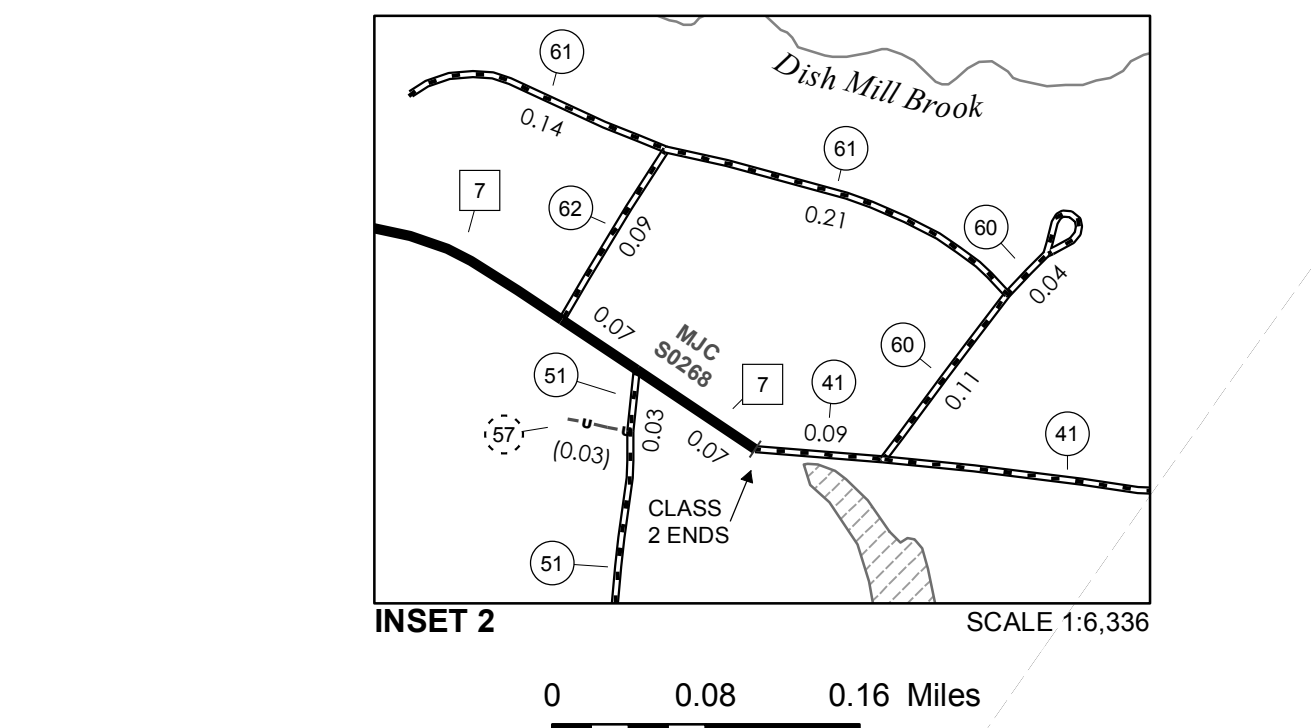 61
Dish Mill Brook
0.14
61
7
62
0.09
0.21
60
0.04
0.07
MJC
S0268
60
0.11
51
7
41
57
U
U
(0.03)
0.03
0.07
0.09
41
CLASS
2 ENDS
51
INSET 2
SCALE 1:6,336
0 0.08 0.16 Miles